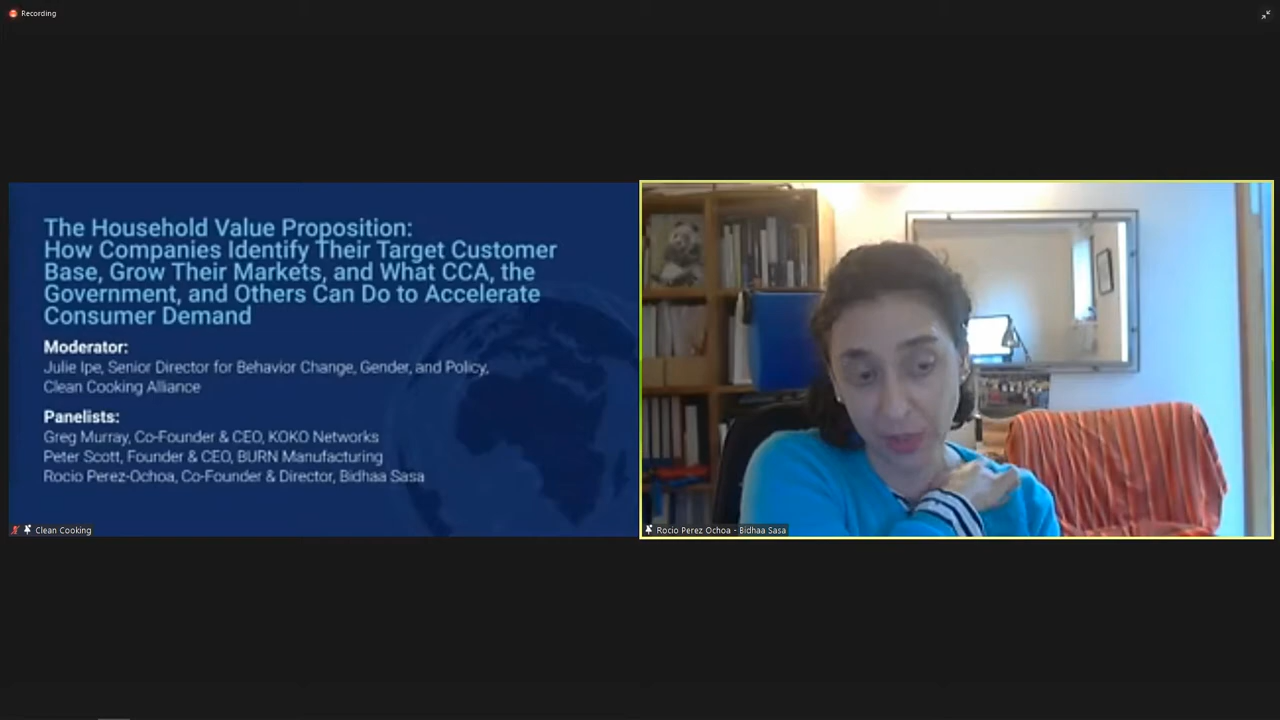 Recording
The Household Value Proposition:
How Companies Identify Their Target Customer
Base, Grow Their Markets, and What CCA, the
Government, and Others Can Do to Accelerate
Consumer Demand
Moderator:
Julie Ipe, Senior Director for Behavior Change, Gender, and Policy,
Clean Cooking Alliance
Panelists:
Greg Murray, Co-Founder & CEO, KOKO Networks
Peter Scott, Founder & CEO, BURN Manufacturing
Rocio Perez-Ochoa, Co-Founder & Director, Bidhaa Sasa
Clean Cooking
Rocio Perez Ochoa - Bidhaa Sasa